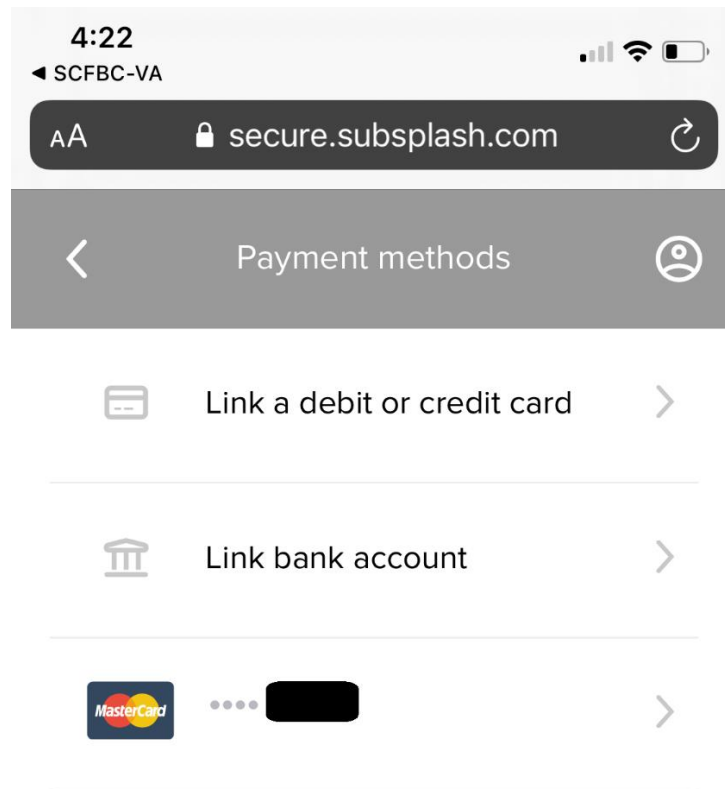 4:22
◀ SCFBC-VA
AA secure.subsplash.com
Payment methods
Link a debit or credit card
Link bank account
MasterCard ••••